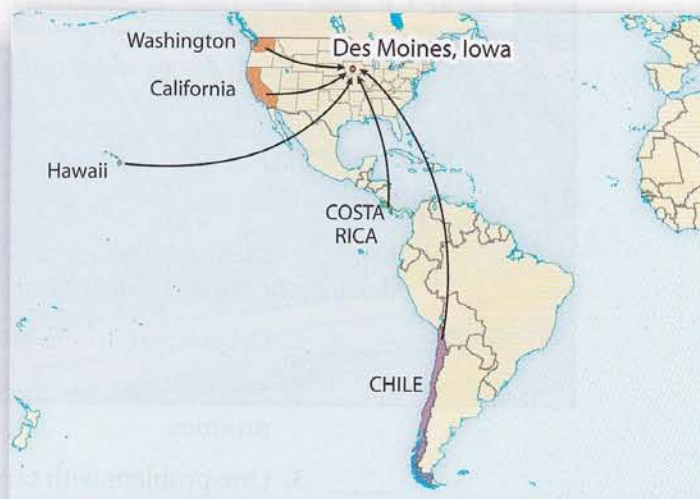 Washington
Des Moines, Iowa
California
Hawaii
COSTA
RICA
CHILE